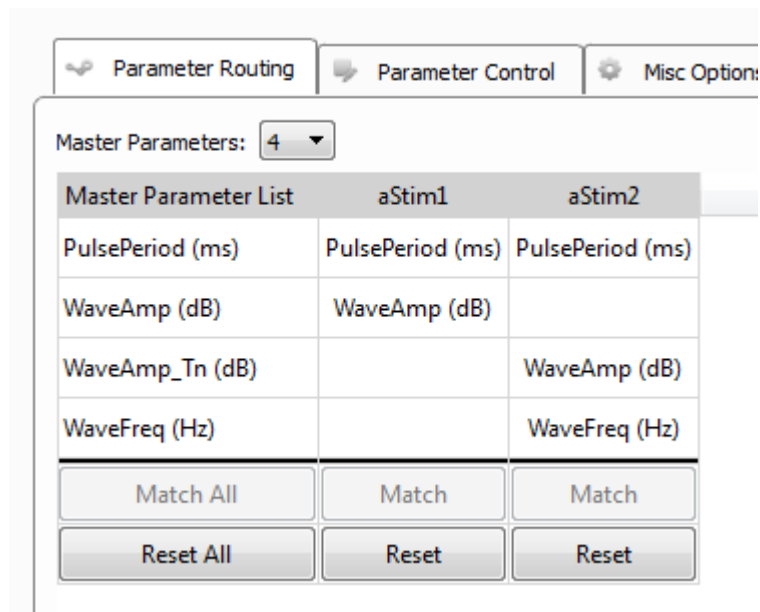 Parameter Routing Parameter Control Misc Options
Master Parameters: 4
Master Parameter List aStim1 aStim2
PulsePeriod (ms) PulsePeriod (ms) PulsePeriod (ms)
WaveAmp (dB) WaveAmp (dB)
WaveAmp_Tn (dB) WaveAmp (dB)
WaveFreq (Hz) WaveFreq (Hz)
Match All Match Match
Reset All Reset Reset